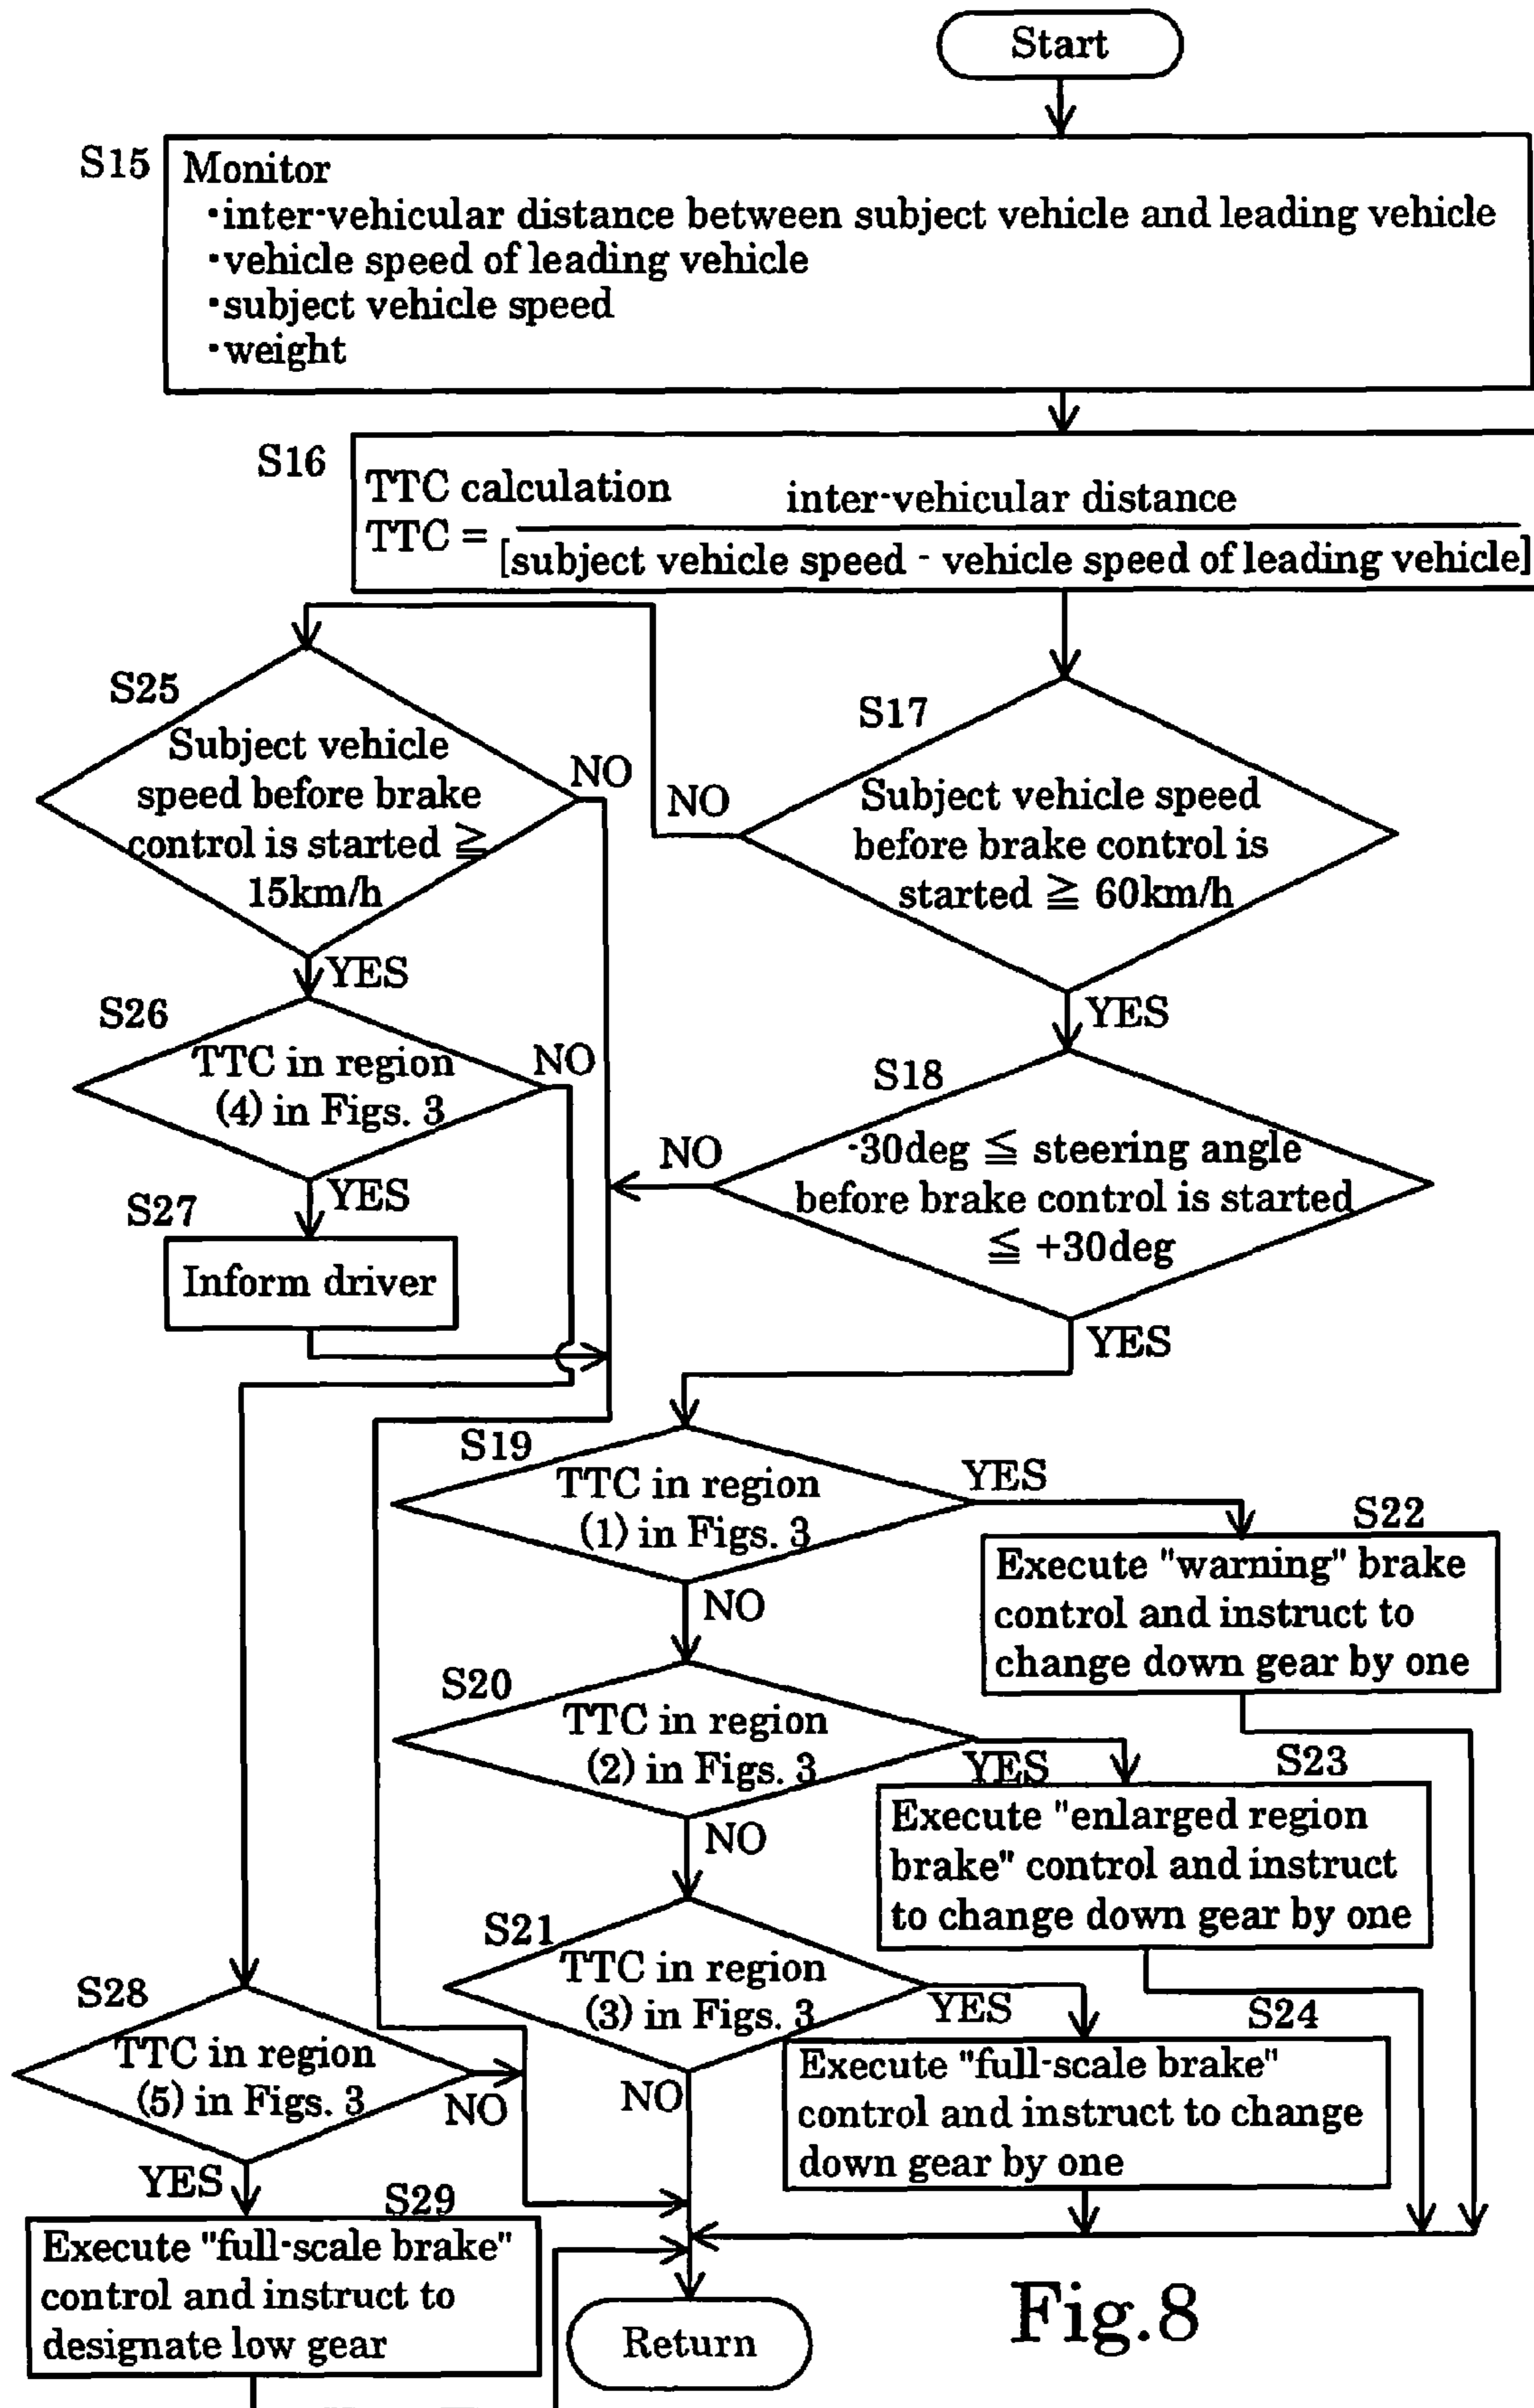 Start
S15
Monitor
·inter-vehicular distance between subject vehicle and leading vehicle
·vehicle speed of leading vehicle
·subject vehicle speed
·weight
S16
TTC calculation
inter-vehicular distance
TTC =
[subject vehicle speed - vehicle speed of leading vehicle]
S25
Subject vehicle
speed before brake
control is started ≧
15km/h
NO
YES
S17
Subject vehicle speed
before brake control is
started ≧ 60km/h
NO
YES
S26
TTC in region
(4) in Figs. 3
NO
YES
S18
-30deg ≦ steering angle
before brake control is started
≦ +30deg
NO
YES
S27
Inform driver
S19
TTC in region
(1) in Figs. 3
YES
NO
S22
Execute "warning" brake
control and instruct to
change down gear by one
S20
TTC in region
(2) in Figs. 3
YES
NO
S23
Execute "enlarged region
brake" control and instruct
to change down gear by one
S21
TTC in region
(3) in Figs. 3
YES
NO
S24
Execute "full-scale brake"
control and instruct to change
down gear by one
S28
TTC in region
(5) in Figs. 3
NO
YES
S29
Execute "full-scale brake"
control and instruct to
designate low gear
Return
Fig.8